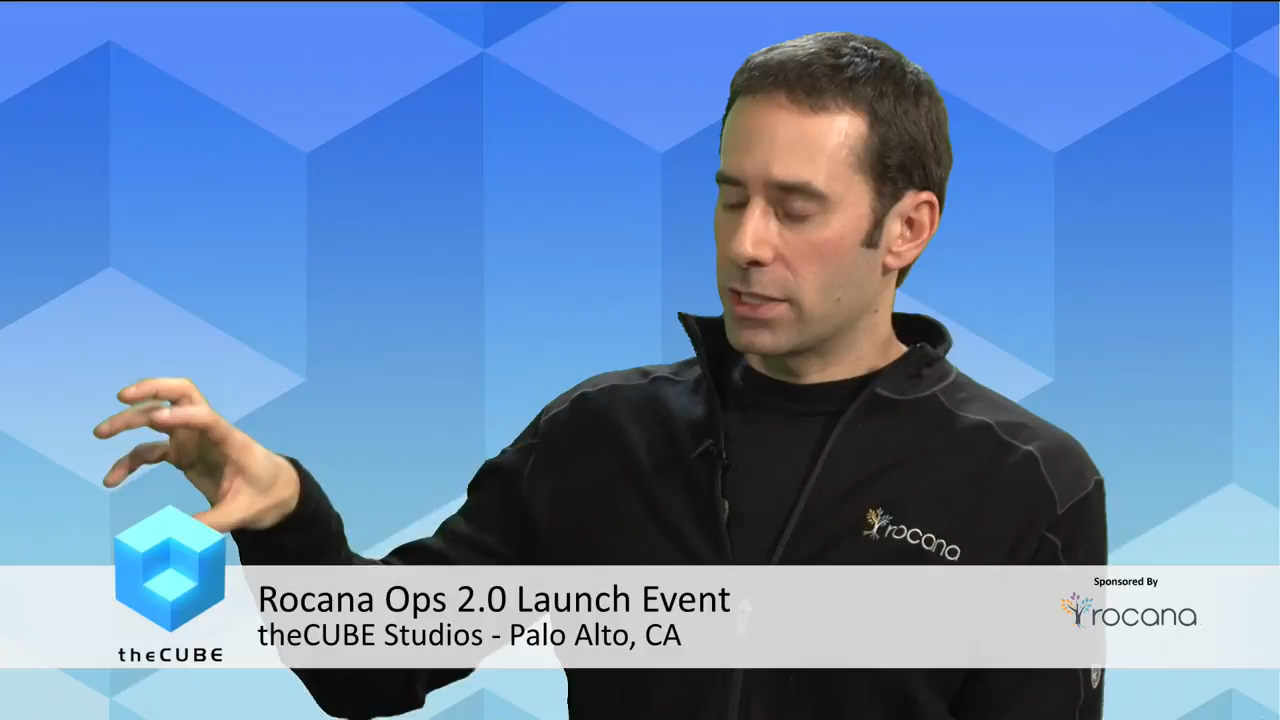 rocana
Rocana Ops 2.0 Launch Event
theCUBE Studios - Palo Alto, CA
theCUBE
Sponsored By
rocana